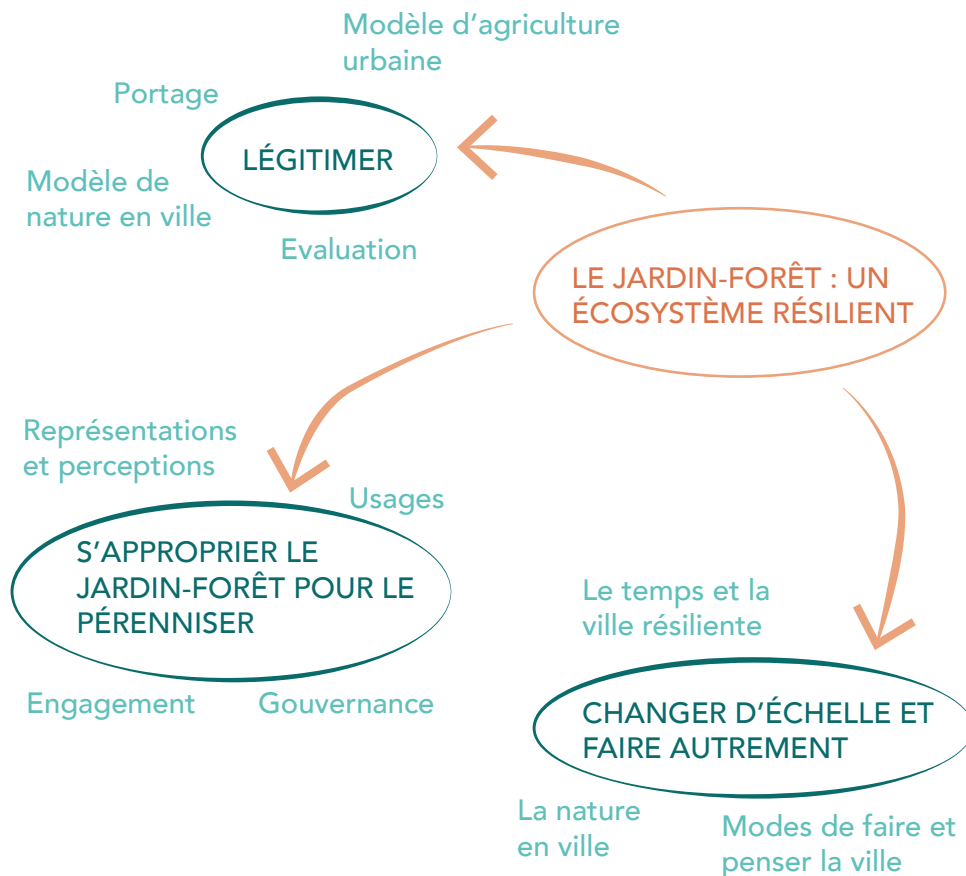 Modèle d’agriculture
urbaine
Portage
LÉGITIMER
Modèle de
nature en ville
Evaluation
LE JARDIN-FORÊT : UN
ÉCOSYSTÈME RÉSILIENT
Représentations
et perceptions
Usages
S’APPROPRIER LE
JARDIN-FORÊT POUR LE
PÉRENNISER
Engagement
Gouvernance
Le temps et la
ville résiliente
CHANGER D’ÉCHELLE ET
FAIRE AUTREMENT
La nature
en ville
Modes de faire et
penser la ville